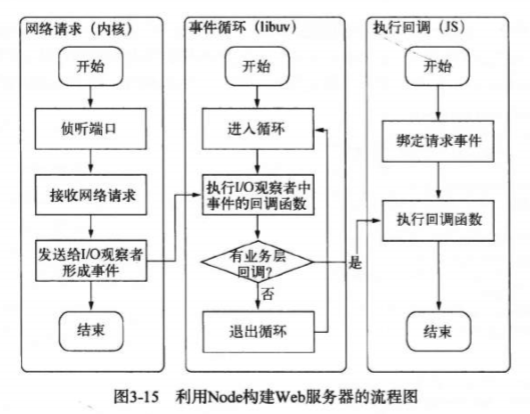 网络请求（内核）
开始
侦听端口
接收网络请求
发送给I/O观察者
形成事件
结束
事件循环（libuv）
开始
进入循环
执行I/O观察者中
事件的回调函数
有业务层
回调?
是
否
退出循环
执行回调（JS）
开始
绑定请求事件
执行回调函数
结束
图3-15 利用Node构建Web服务器的流程图